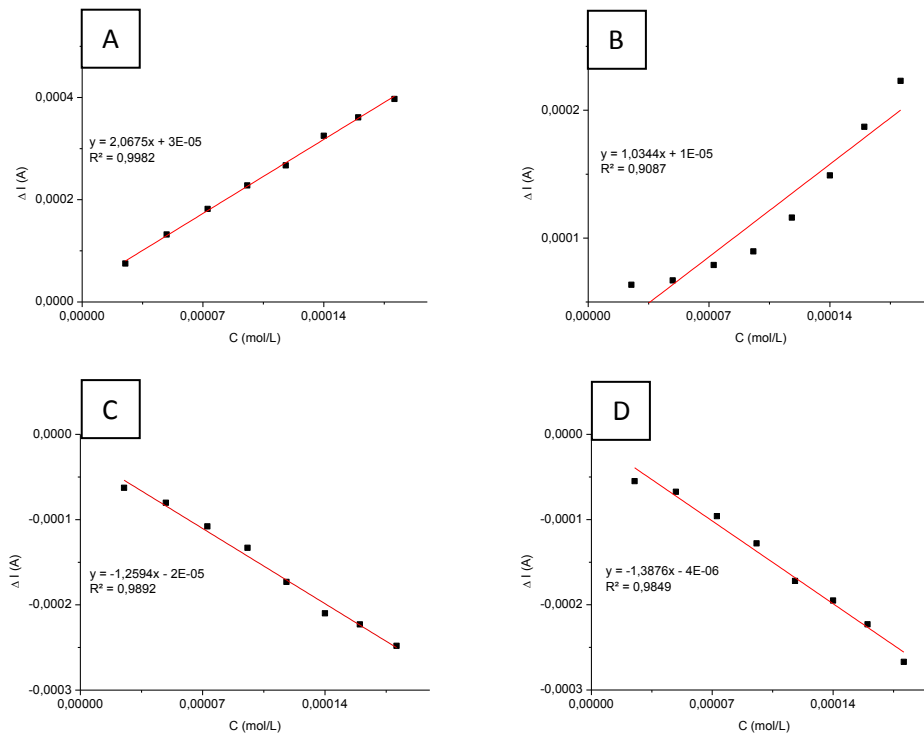 A
0,0004
0,0002
0,0000
Δ I (A)
y = 2,0675x + 3E-05
R² = 0,9982
0,00000
0,00007
0,00014
C (mol/L)
B
0,0002
0,0001
Δ I (A)
y = 1,0344x + 1E-05
R² = 0,9087
0,00000
0,00007
0,00014
C (mol/L)
C
0,0000
-0,0001
-0,0002
-0,0003
Δ I (A)
y = -1,2594x - 2E-05
R² = 0,9892
0,00000
0,00007
0,00014
C (mol/L)
D
0,0000
-0,0001
-0,0002
-0,0003
Δ I (A)
y = -1,3876x - 4E-06
R² = 0,9849
0,00000
0,00007
0,00014
C (mol/L)